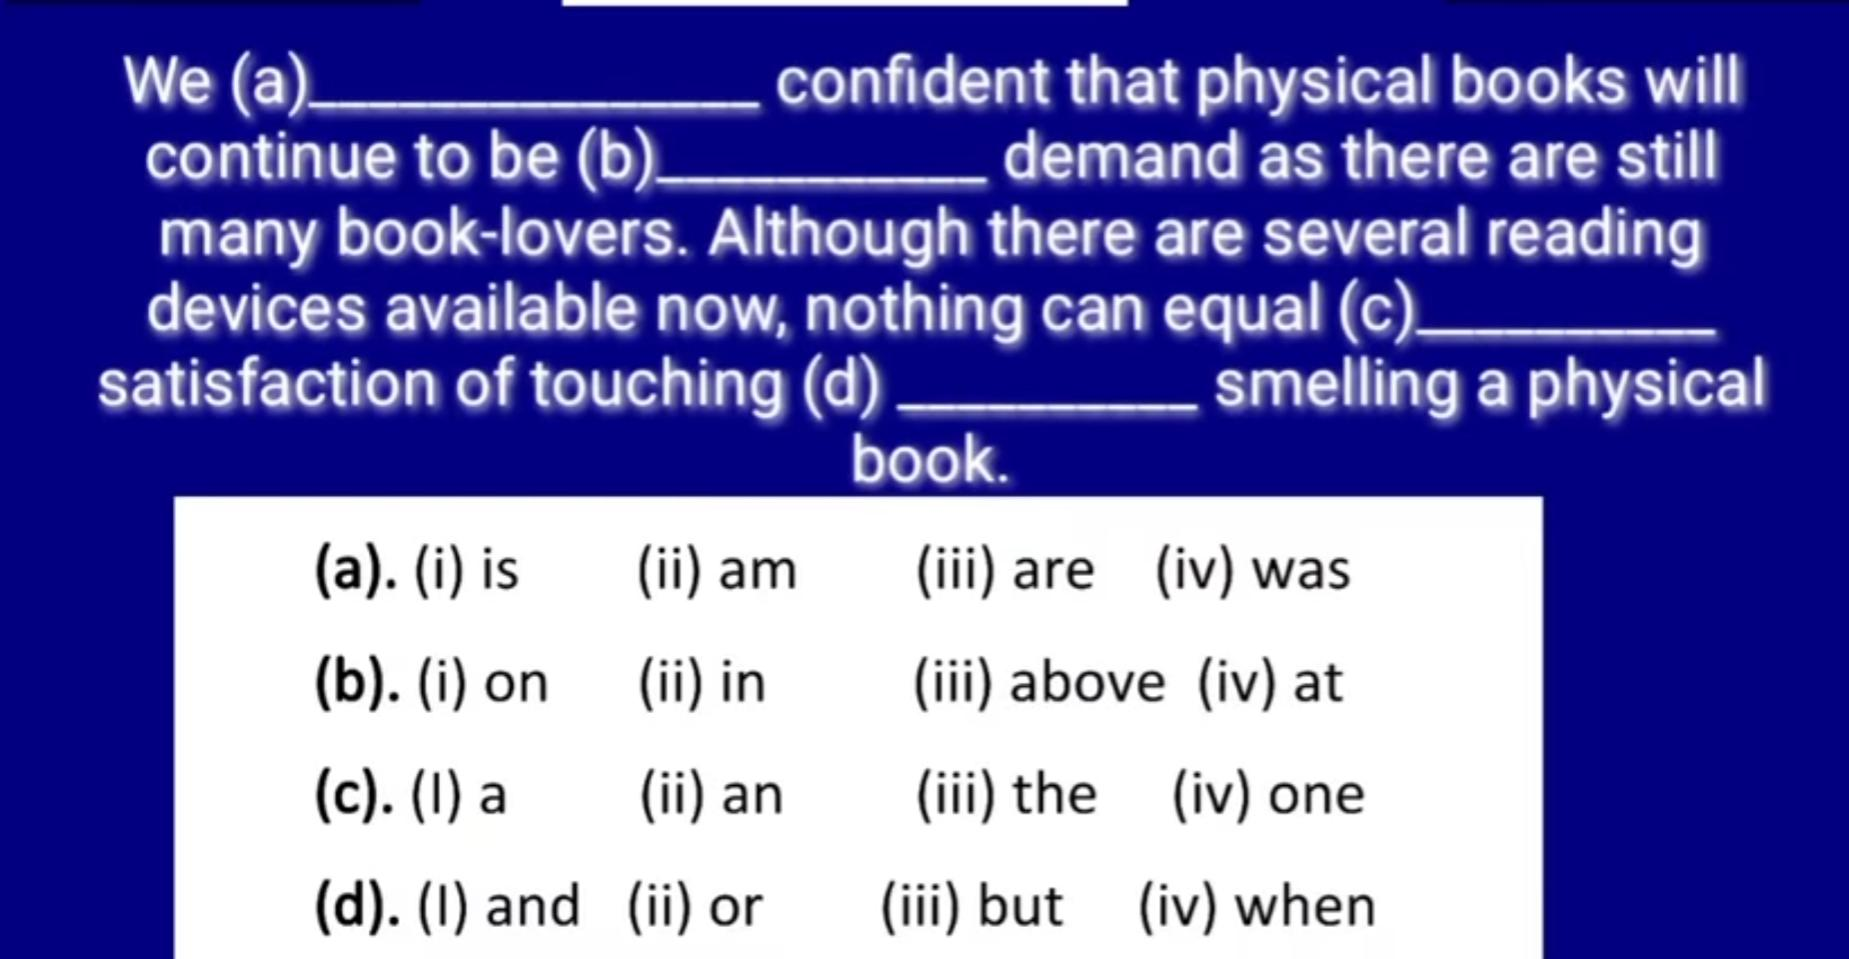 We (a)_______________ confident that physical books will
continue to be (b)___________ demand as there are still
many book-lovers. Although there are several reading
devices available now, nothing can equal (c)_________
satisfaction of touching (d) __________ smelling a physical
book.
(a). (i) is (ii) am (iii) are (iv) was
(b). (i) on (ii) in (iii) above (iv) at
(c). (I) a (ii) an (iii) the (iv) one
(d). (I) and (ii) or (iii) but (iv) when